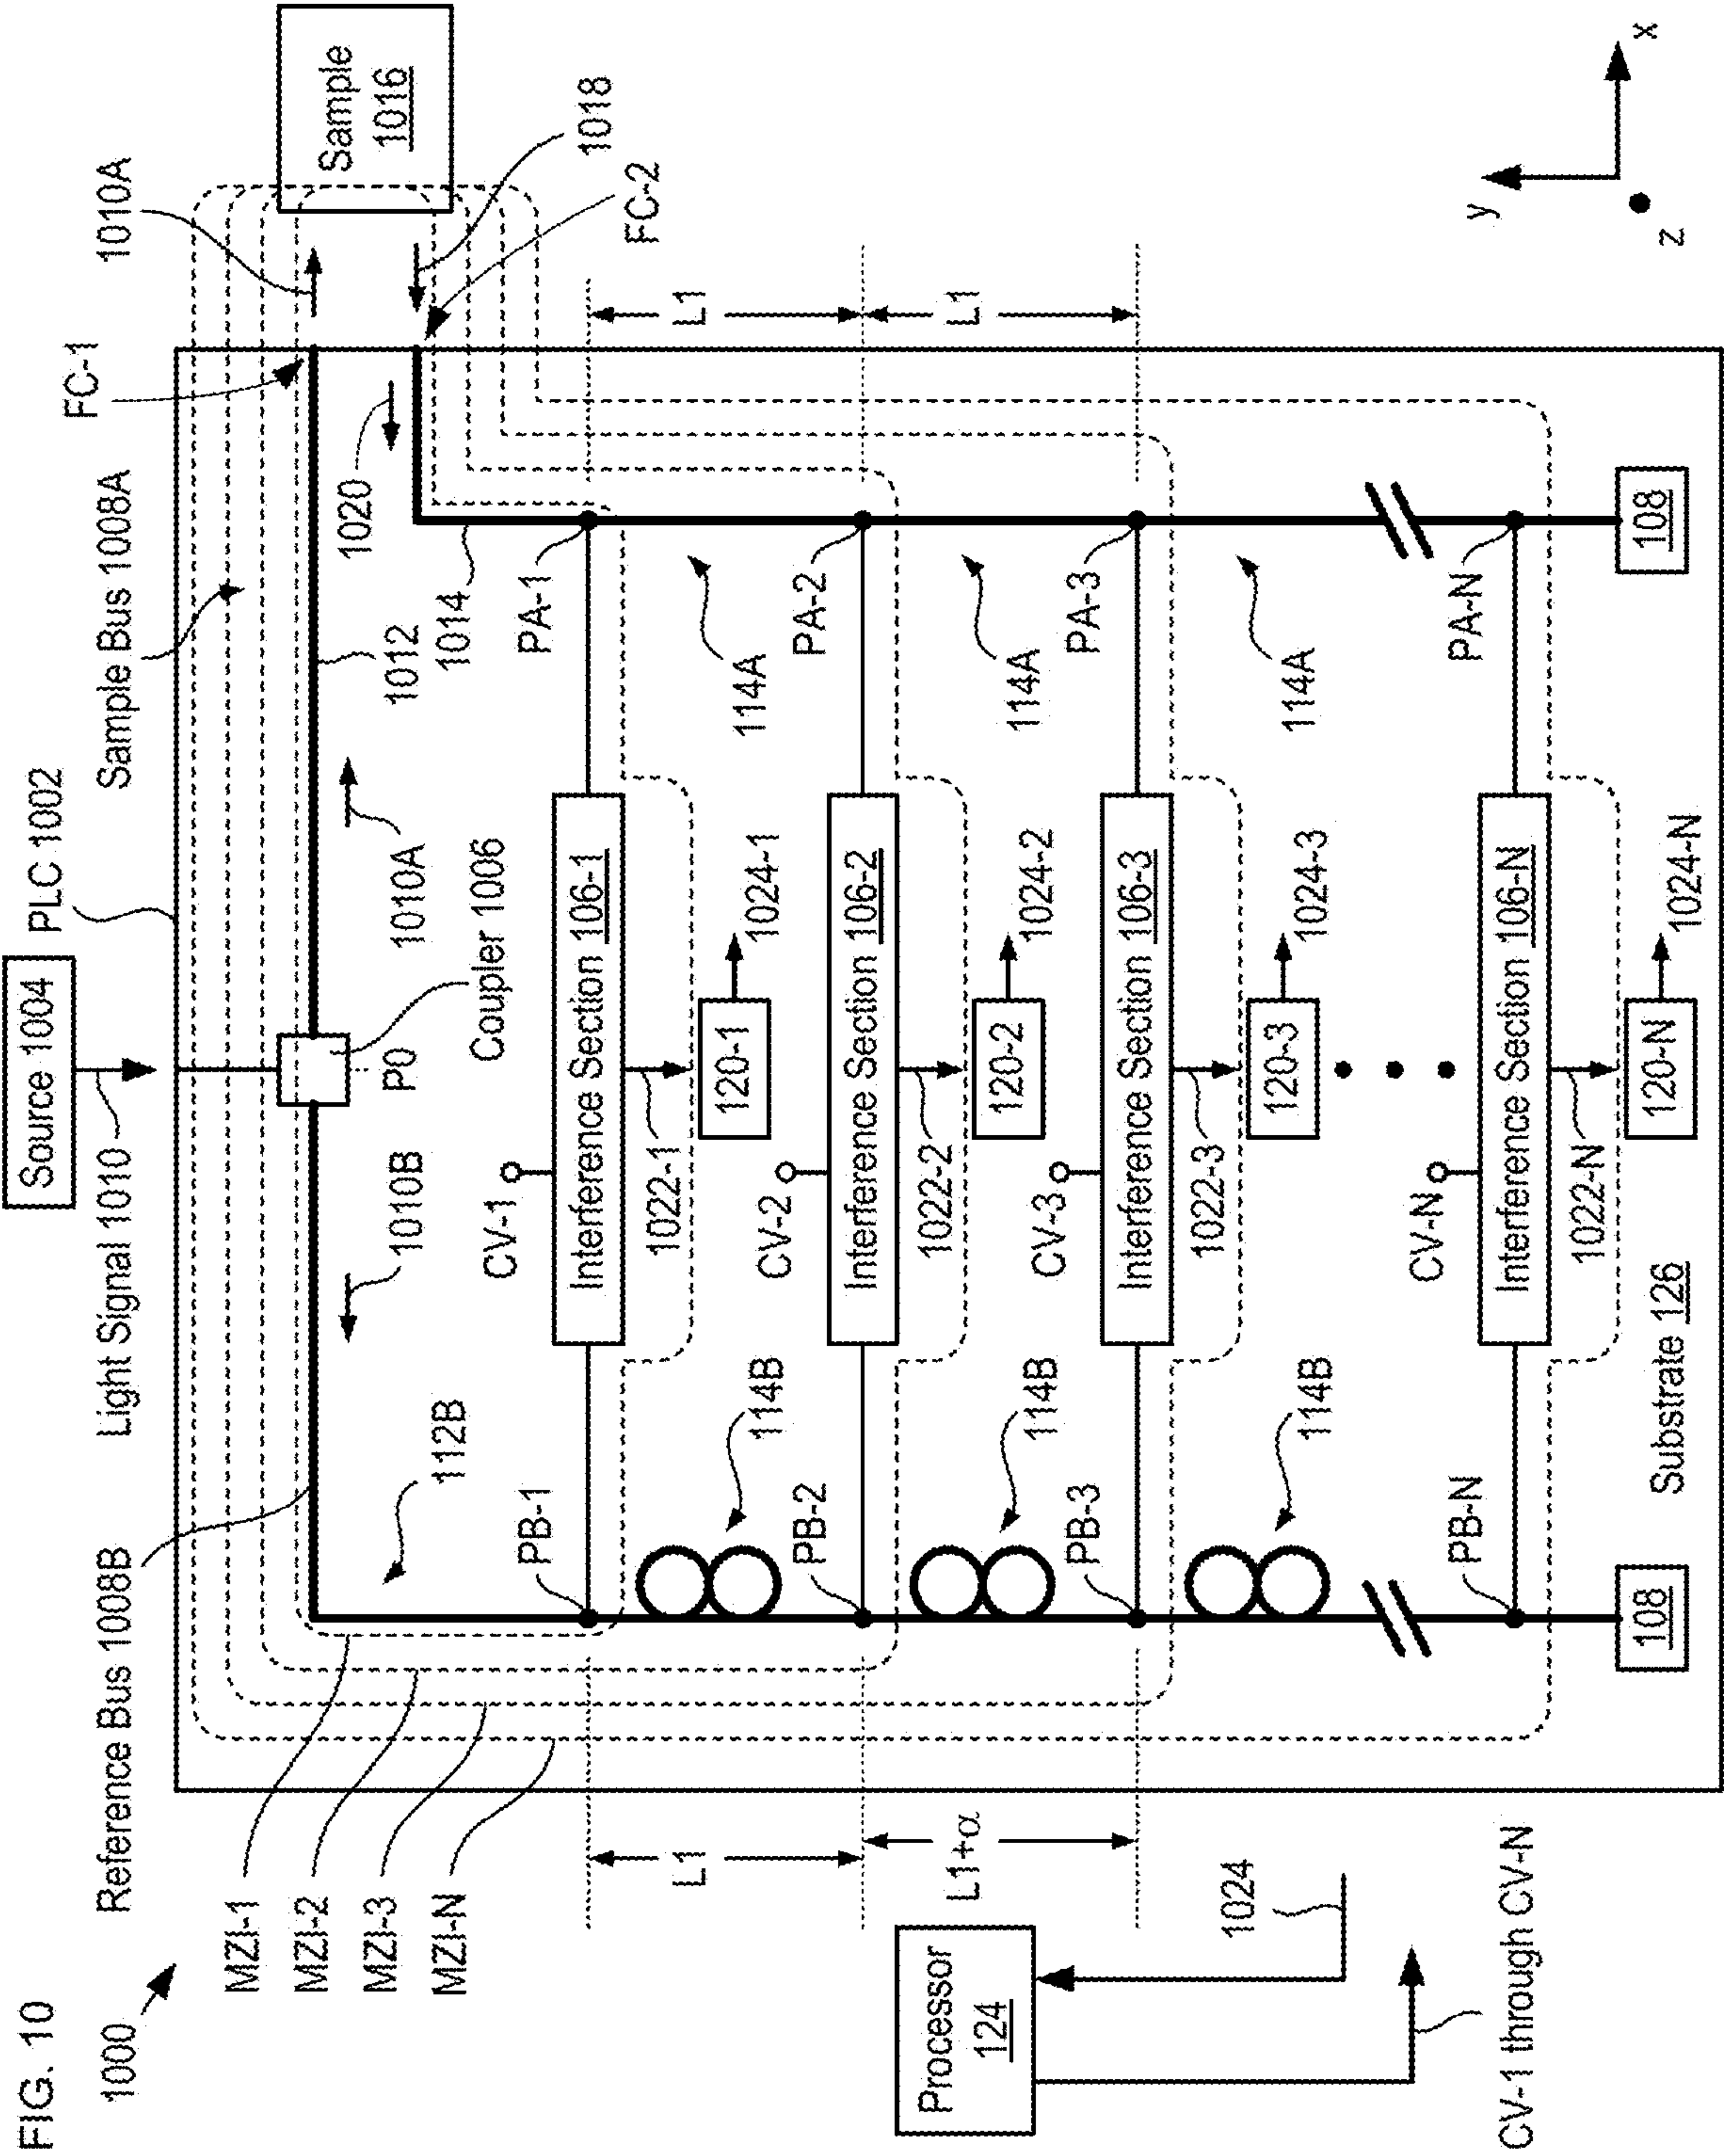 FIG. 10
1000
Source 1004
Light Signal 1010
PLC 1002
Reference Bus 1008B
Sample Bus 1008A
FC-1
1010A
Sample
1016
1018
FC-2
MZI-1
MZI-2
MZI-3
MZI-N
112B
1010B
P0
Coupler 1006
1010A
1012
1014
1020
L1
L1
L1
L1+α
PB-1
CV-1
Interference Section 106-1
PA-1
1022-1
120-1
1024-1
114B
114A
PB-2
CV-2
Interference Section 106-2
PA-2
1022-2
120-2
1024-2
114B
114A
PB-3
CV-3
Interference Section 106-3
PA-3
1022-3
120-3
1024-3
114B
114A
PB-N
CV-N
Interference Section 106-N
PA-N
1022-N
120-N
1024-N
108
108
Substrate 126
Processor
124
1024
CV-1 through CV-N
y
x
z